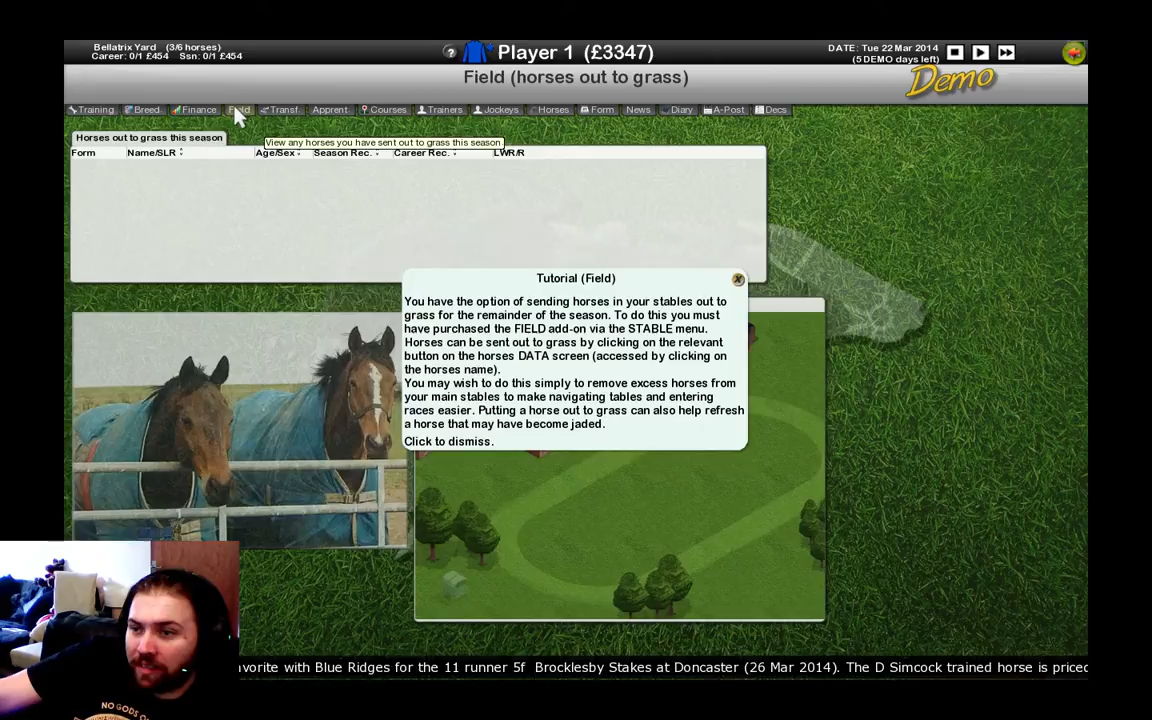 Bellatrix Yard (3/6 horses)
Career: 0/1 £454 Ssn: 0/1 £454
? Player 1 (£3347)
DATE: Tue 22 Mar 2014
(5 DEMO days left)
Demo
Field (horses out to grass)
Training Breed Finance Field Transf. Apprent Courses Trainers Jockeys Horses Form News Diary A-Post Decs
Horses out to grass this season
View any horses you have sent out to grass this season
Form Name/SLR Age/Sex Season Rec. Career Rec. LWR/R
Tutorial (Field)
You have the option of sending horses in your stables out to
grass for the remainder of the season. To do this you must
have purchased the FIELD add-on via the STABLE menu.
Horses can be sent out to grass by clicking on the relevant
button on the horses DATA screen (accessed by clicking on
the horses name).
You may wish to do this simply to remove excess horses from
your main stables to make navigating tables and entering
races easier. Putting a horse out to grass can also help refresh
a horse that may have become jaded.
Click to dismiss.
avorite with Blue Ridges for the 11 runner 5f Brocklesby Stakes at Doncaster (26 Mar 2014). The D Simcock trained horse is priced
NO GODS